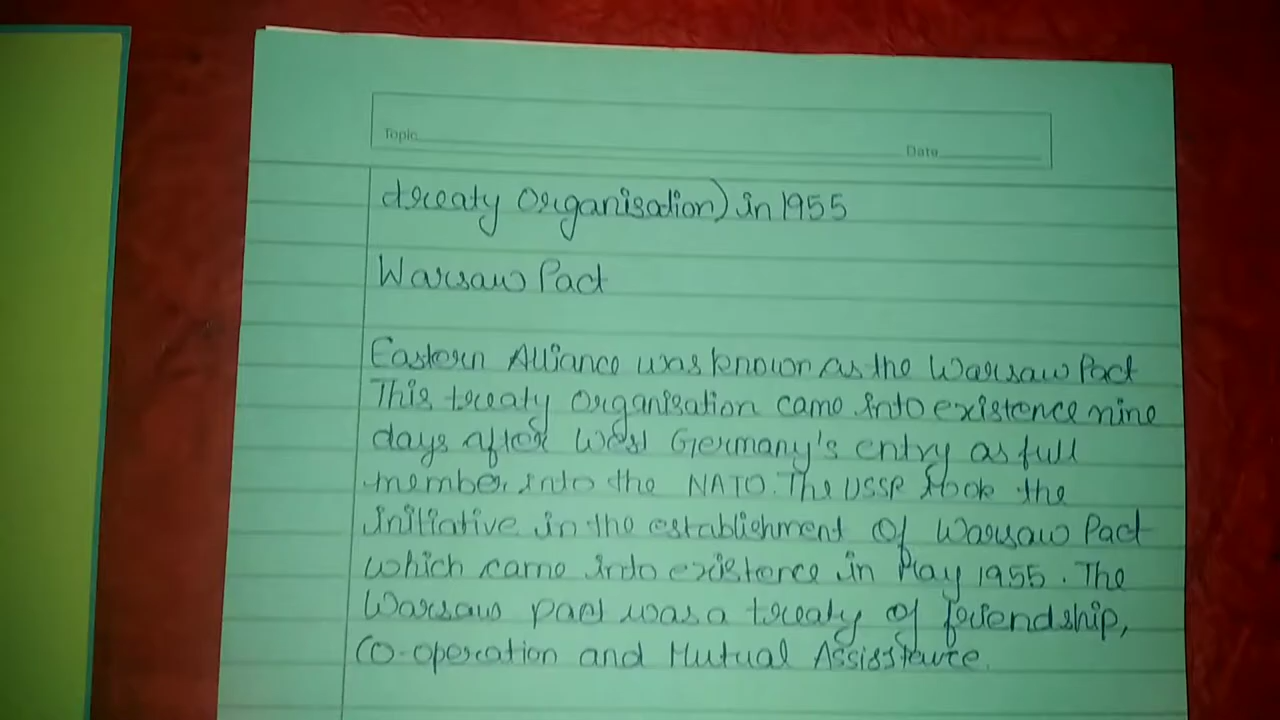 Topic Date
treaty Organisation) in 1955
Warsaw Pact
Eastern Alliance was known as the Warsaw Pact
This treaty Organisation came into existence nine
days after West Germany's entry as full
member into the NATO. The USSR took the
initiative in the establishment of Warsaw Pact
which came into existence in May 1955. The
Warsaw pact was a treaty of friendship,
Co-operation and Mutual Assisstance.